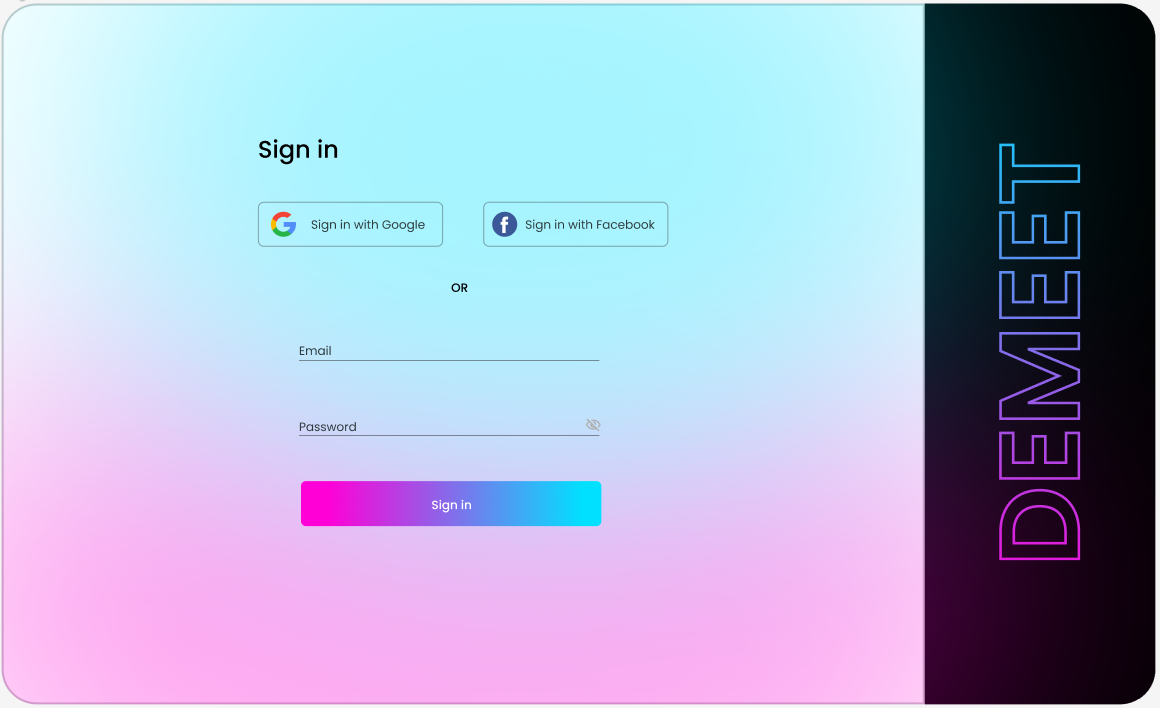 Sign in
Sign in with Google
Sign in with Facebook
OR
Email
Password
Sign in
DEMEET